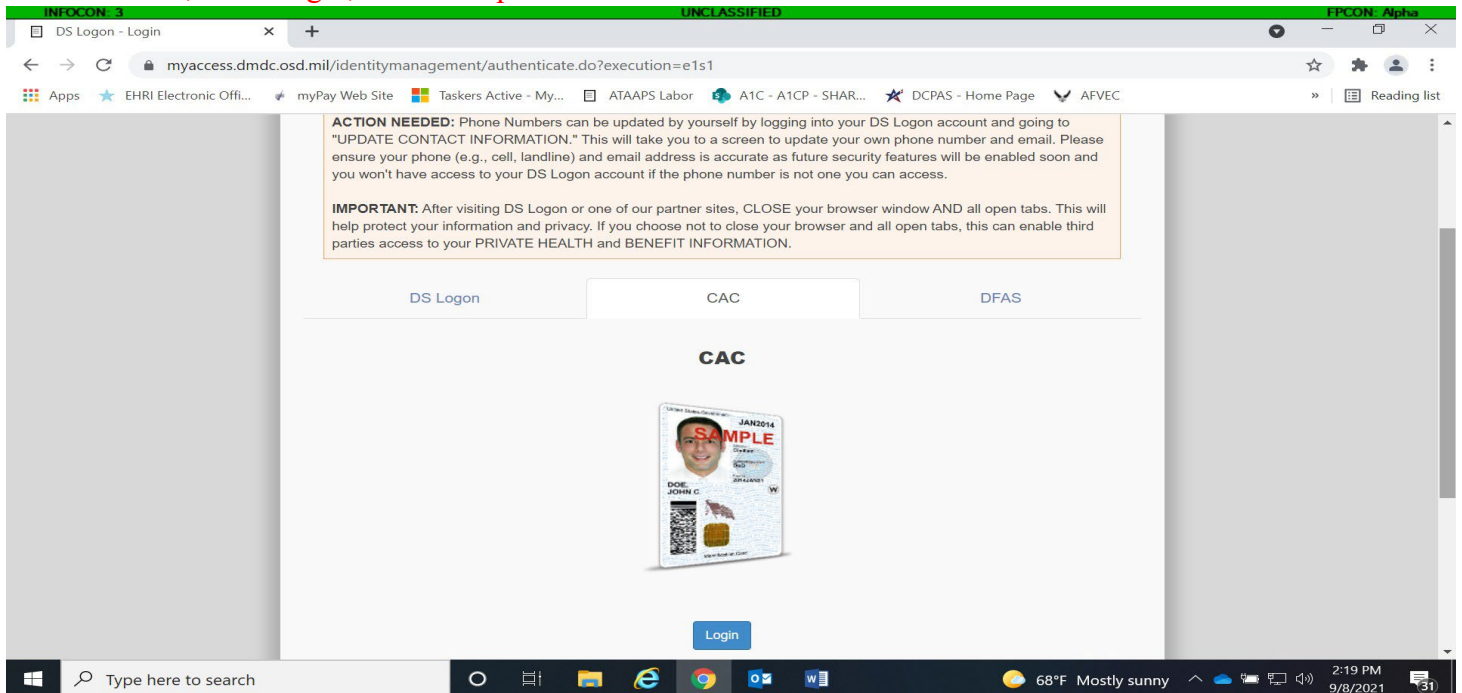 INFOCON: 3 UNCLASSIFIED FPCON: Alpha
DS Logon - Login
myaccess.dmdc.osd.mil/identitymanagement/authenticate.do?execution=e1s1
Apps EHRI Electronic Offi... myPay Web Site Taskers Active - My... ATAAPS Labor A1C - A1CP - SHAR... DCPAS - Home Page AFVEC » Reading list
ACTION NEEDED: Phone Numbers can be updated by yourself by logging into your DS Logon account and going to
"UPDATE CONTACT INFORMATION." This will take you to a screen to update your own phone number and email. Please
ensure your phone (e.g., cell, landline) and email address is accurate as future security features will be enabled soon and
you won't have access to your DS Logon account if the phone number is not one you can access.
IMPORTANT: After visiting DS Logon or one of our partner sites, CLOSE your browser window AND all open tabs. This will
help protect your information and privacy. If you choose not to close your browser and all open tabs, this can enable third
parties access to your PRIVATE HEALTH and BENEFIT INFORMATION.
DS Logon CAC DFAS
CAC
JAN2014
SAMPLE
DOE,
JOHN C.
W
Login
Type here to search
68°F Mostly sunny
2:19 PM
9/8/2021
31